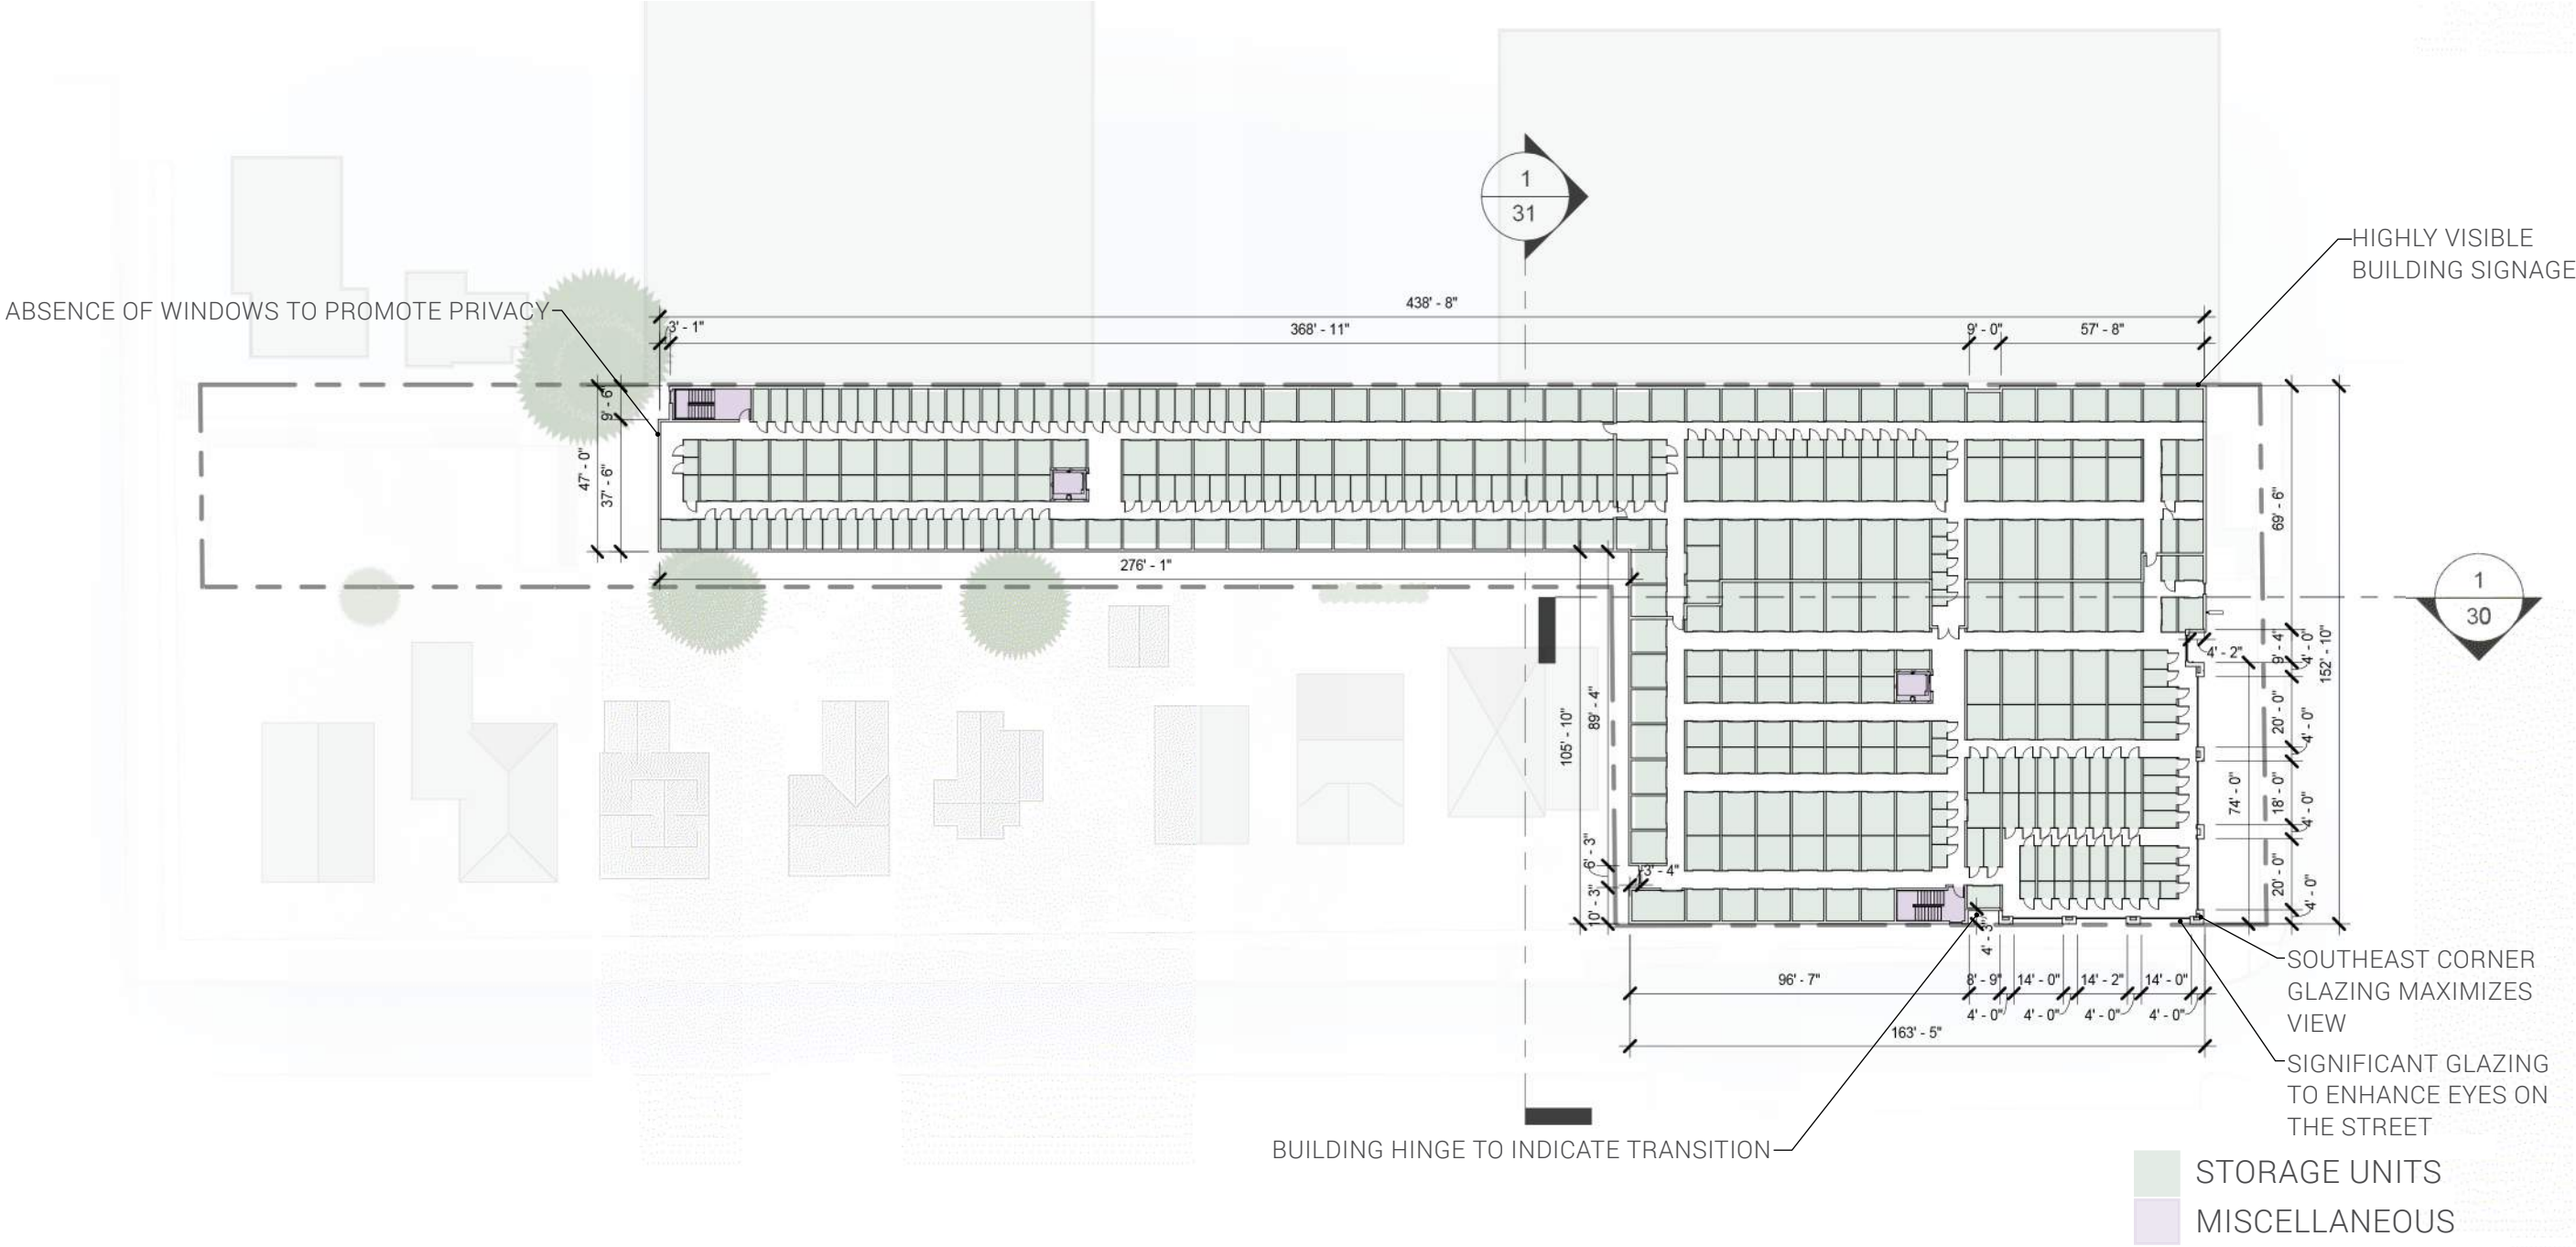 1
31
HIGHLY VISIBLE
BUILDING SIGNAGE
ABSENCE OF WINDOWS TO PROMOTE PRIVACY
438' - 8"
3' - 1"
368' - 11"
9' - 0"
57' - 8"
9' - 6"
47' - 0"
37' - 6"
69' - 6"
276' - 1"
1
30
9' - 4"
4' - 0"
4' - 2"
152' - 10"
20' - 0"
4' - 0"
105' - 10"
89' - 4"
74' - 0"
18' - 0"
4' - 0"
6' - 3"
3' - 4"
10' - 3"
20' - 0"
4' - 0"
4' - 3"
96' - 7"
8' - 9"
14' - 0"
14' - 2"
14' - 0"
4' - 0"
4' - 0"
4' - 0"
4' - 0"
163' - 5"
SOUTHEAST CORNER
GLAZING MAXIMIZES
VIEW
SIGNIFICANT GLAZING
TO ENHANCE EYES ON
THE STREET
BUILDING HINGE TO INDICATE TRANSITION
STORAGE UNITS
MISCELLANEOUS